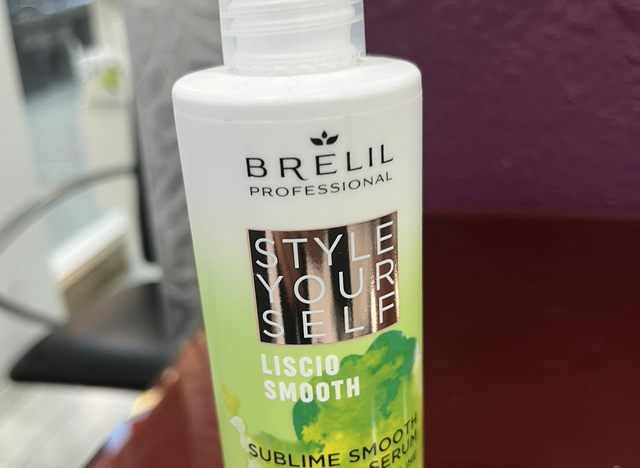 BRELIL
PROFESSIONAL
STYLE
YOUR
SELF
LISCIO
SMOOTH
SUBLIME SMOOTH
SERUM